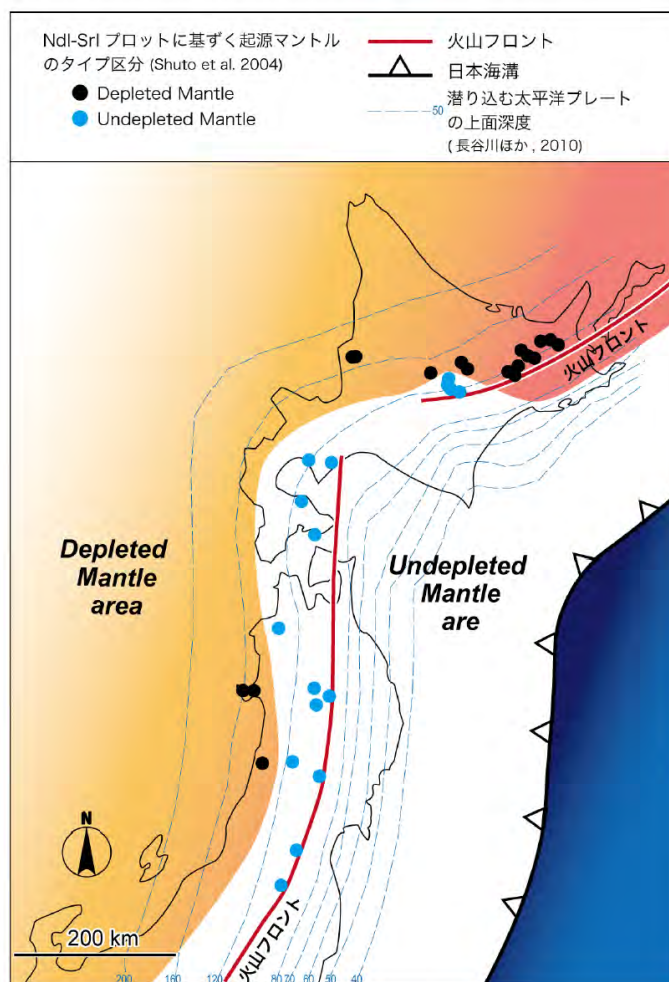 NdI-SrI プロットに基ずく起源マントル
のタイプ区分 (Shuto et al. 2004)
Depleted Mantle
Undepleted Mantle
火山フロント
日本海溝
50
潜り込む太平洋プレート
の上面深度
(長谷川ほか, 2010)
火山フロント
Depleted
Mantle
area
Undepleted
Mantle
are
N
200 km
火山フロント
200 160 120 80 70 60 50 40